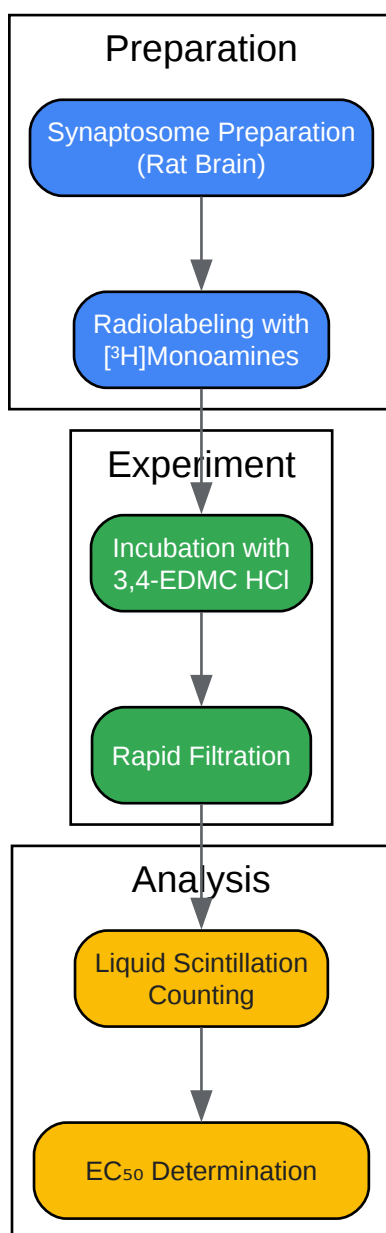 Preparation
Synaptosome Preparation
(Rat Brain)
Radiolabeling with
[³H]Monoamines
Experiment
Incubation with
3,4-EDMC HCl
Rapid Filtration
Analysis
Liquid Scintillation
Counting
EC₅₀ Determination